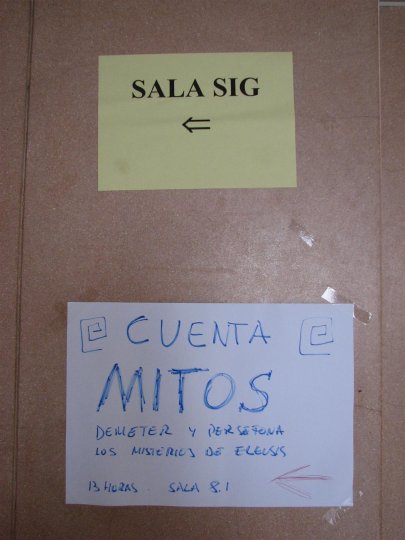 SALA SIG
⇐
CUENTA
MITOS
DEMETER Y PERSEFONA
LOS MISTERIOS DE ELEUSIS
13 HORAS. SALA 8.1